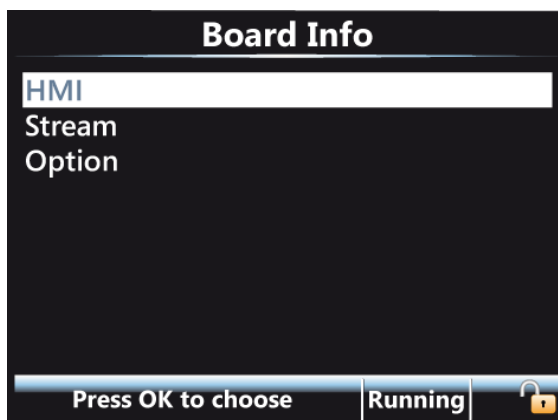 Board Info
HMI
Stream
Option
Press OK to choose Running